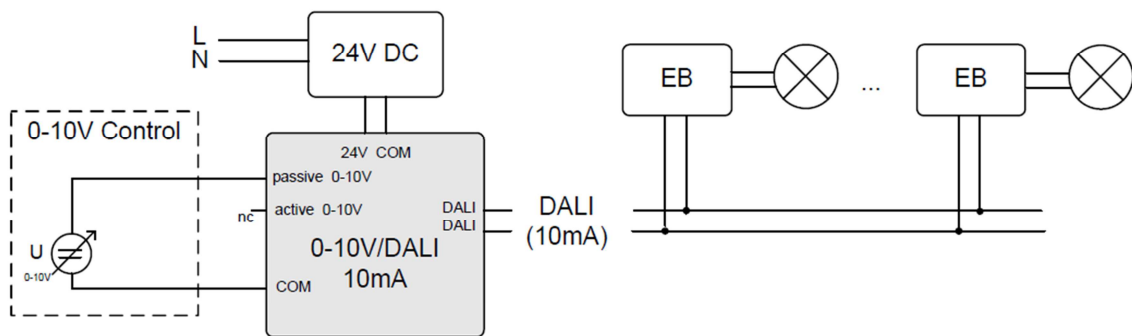 L
N
24V DC
EB
...
EB
0-10V Control
24V COM
passive 0-10V
nc
active 0-10V
DALI
DALI
DALI
(10mA)
0-10V/DALI
10mA
U
0-10V
COM